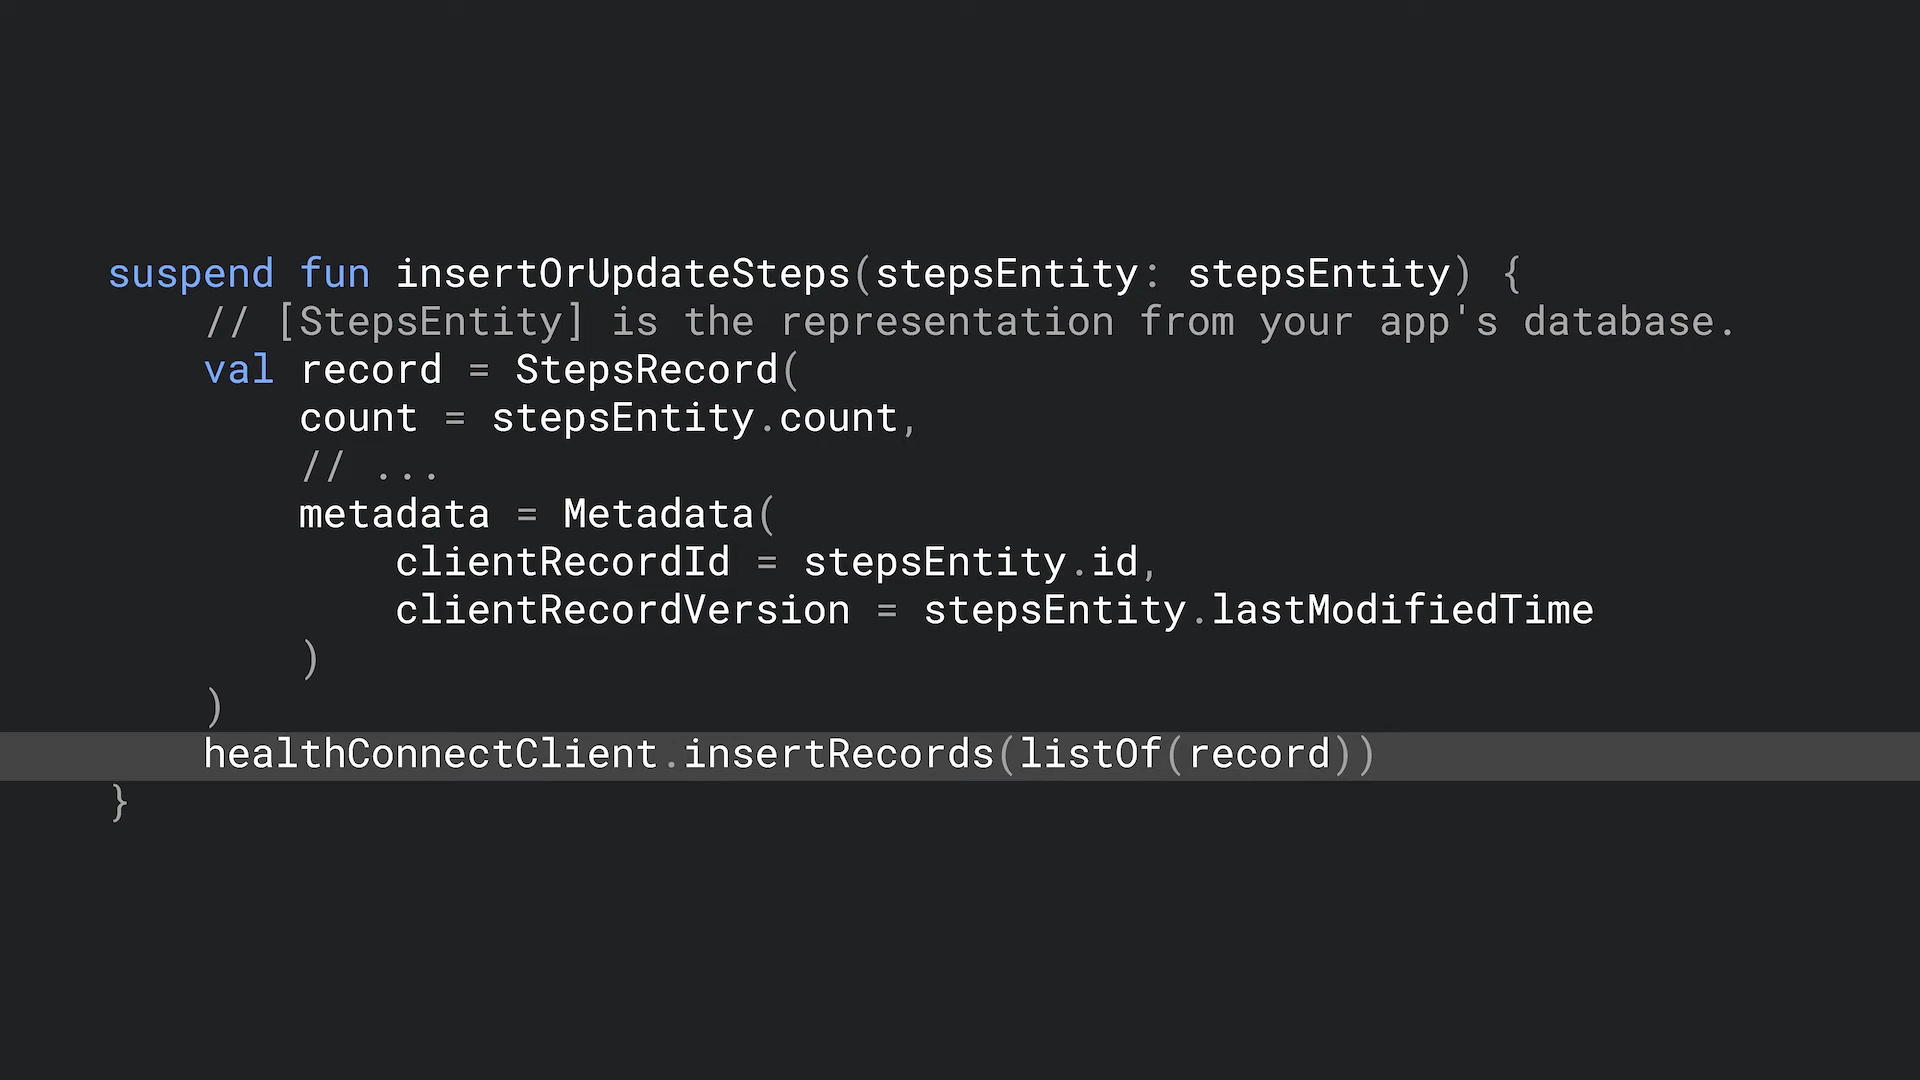 suspend fun insertOrUpdateSteps(stepsEntity: stepsEntity) {
    // [StepsEntity] is the representation from your app's database.
    val record = StepsRecord(
        count = stepsEntity.count,
        // ...
        metadata = Metadata(
            clientRecordId = stepsEntity.id,
            clientRecordVersion = stepsEntity.lastModifiedTime
        )
    )
    healthConnectClient.insertRecords(listOf(record))
}